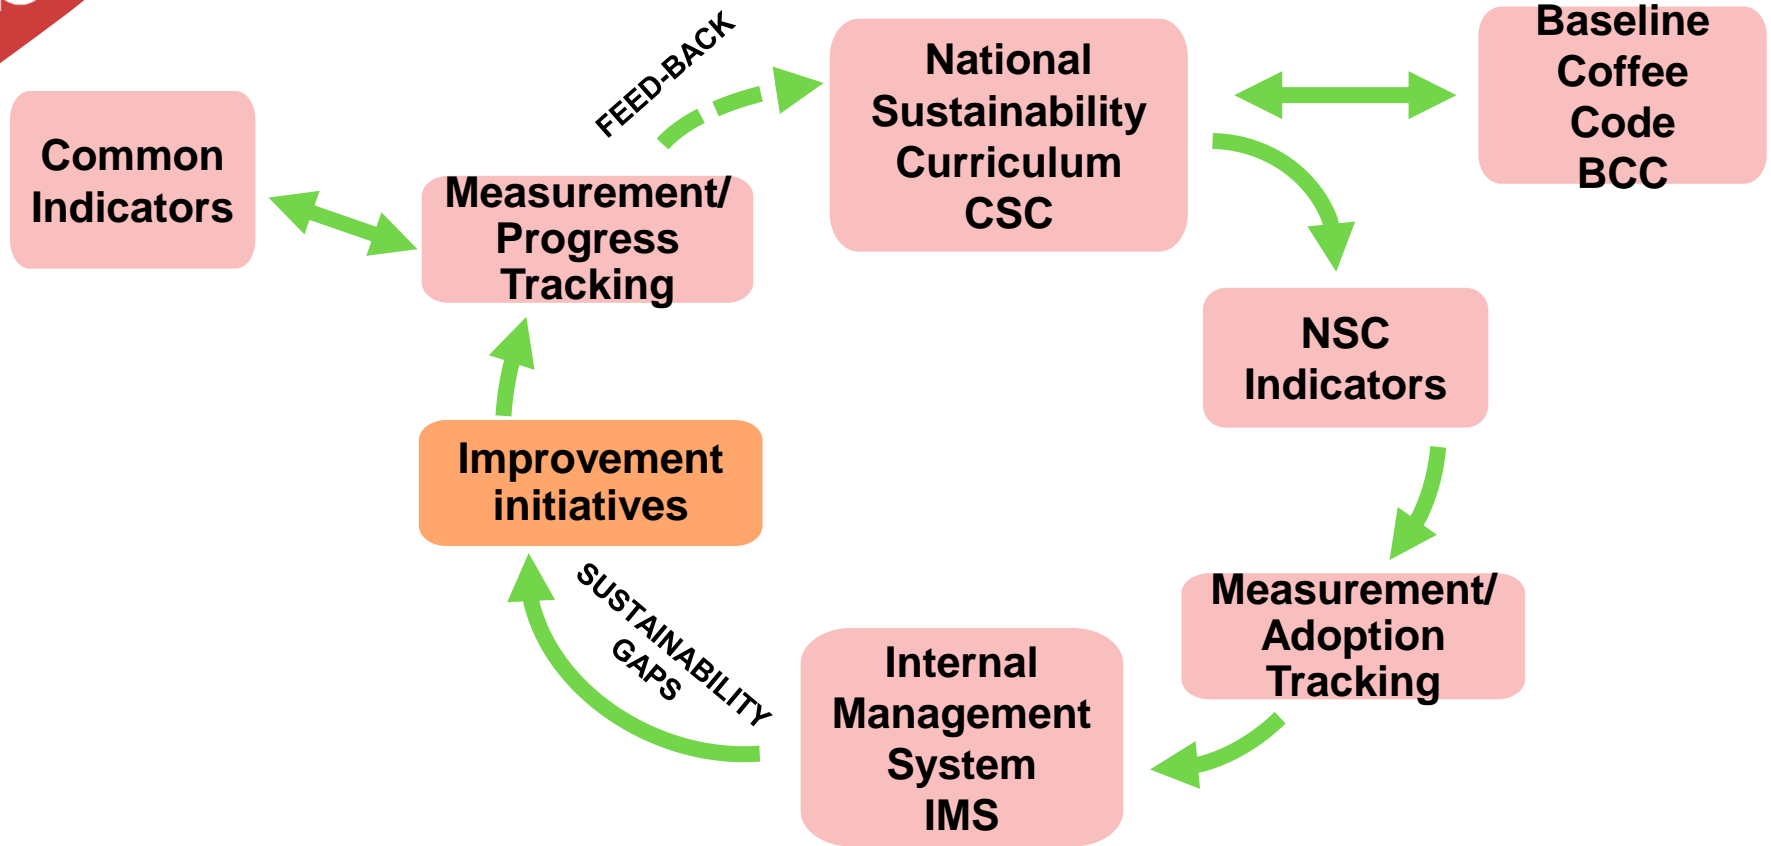 FEED-BACK
National
Sustainability
Curriculum
CSC
Baseline
Coffee
Code
BCC
Common
Indicators
Measurement/
Progress
Tracking
NSC
Indicators
Improvement
initiatives
SUSTAINABILITY
GAPS
Measurement/
Adoption
Tracking
Internal
Management
System
IMS